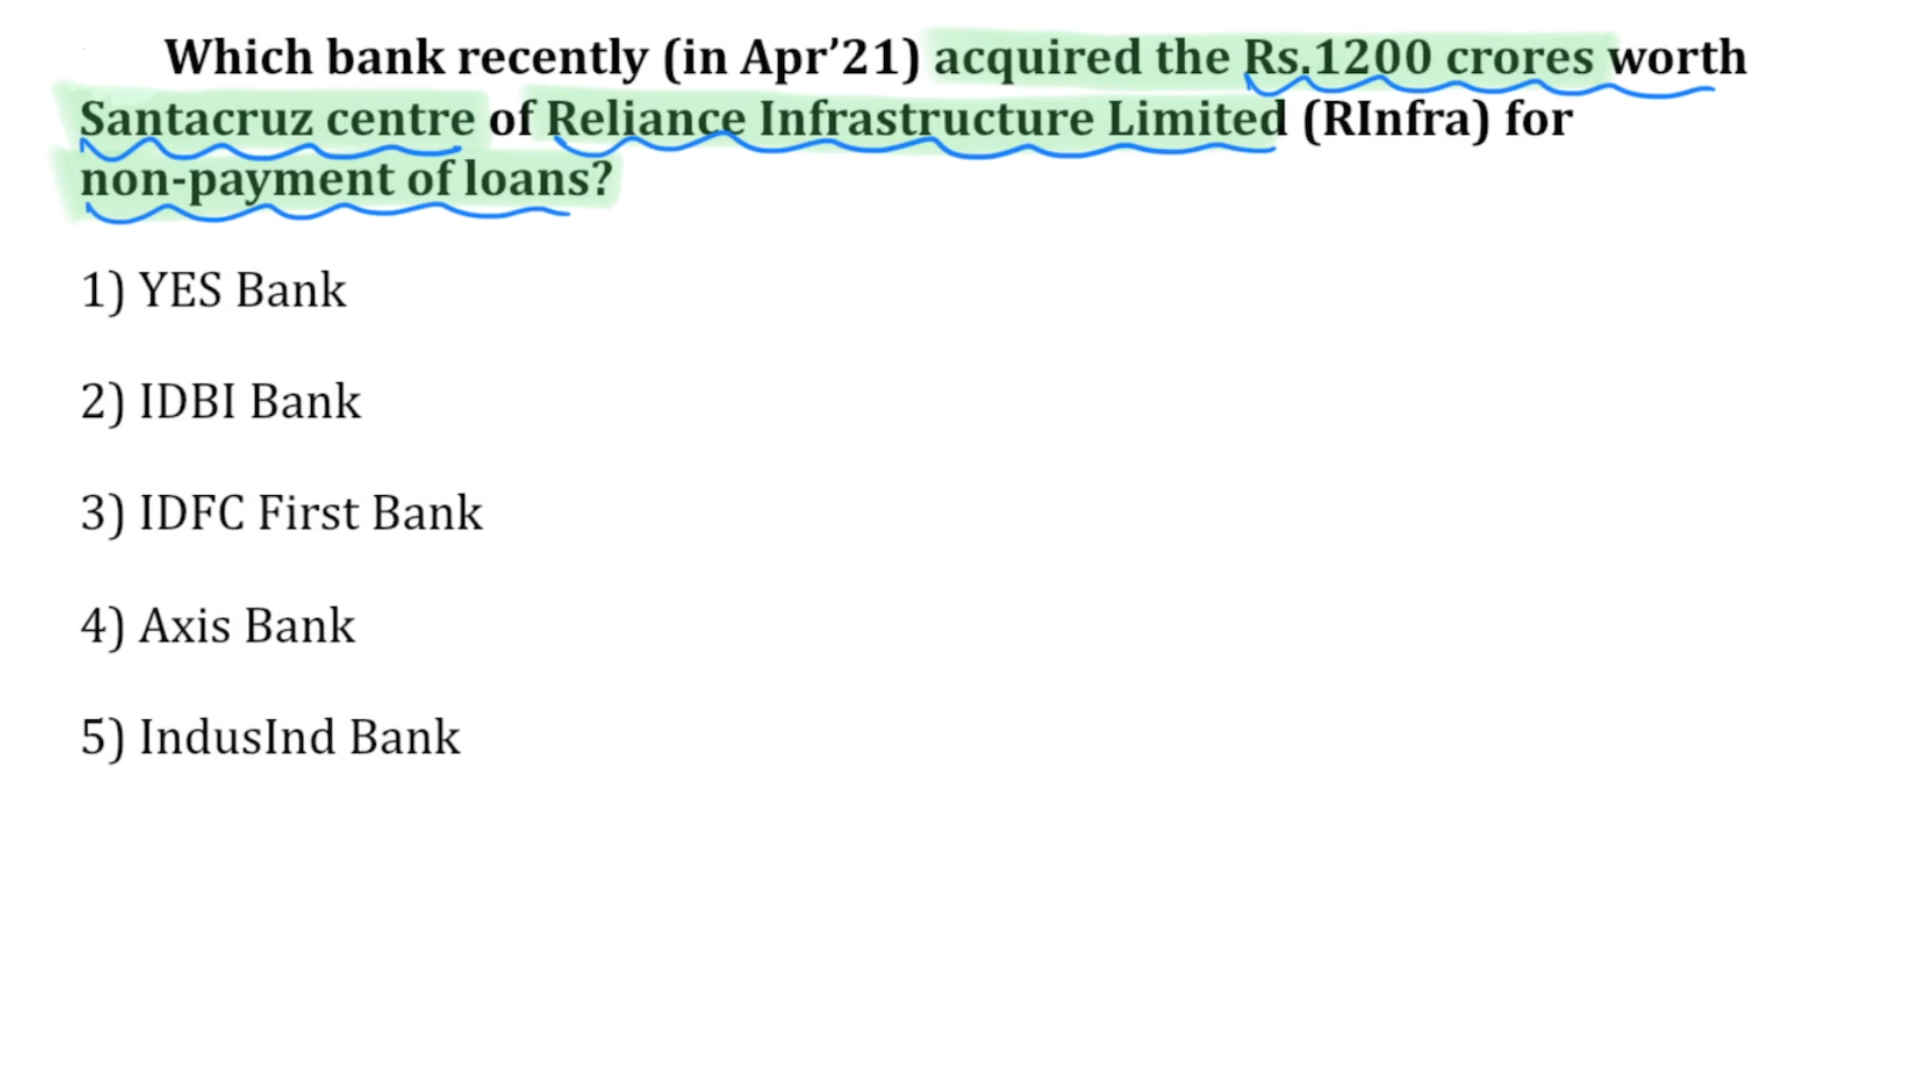 Which bank recently (in Apr’21) acquired the Rs.1200 crores worth
Santacruz centre of Reliance Infrastructure Limited (RInfra) for
non-payment of loans?
1) YES Bank
2) IDBI Bank
3) IDFC First Bank
4) Axis Bank
5) IndusInd Bank